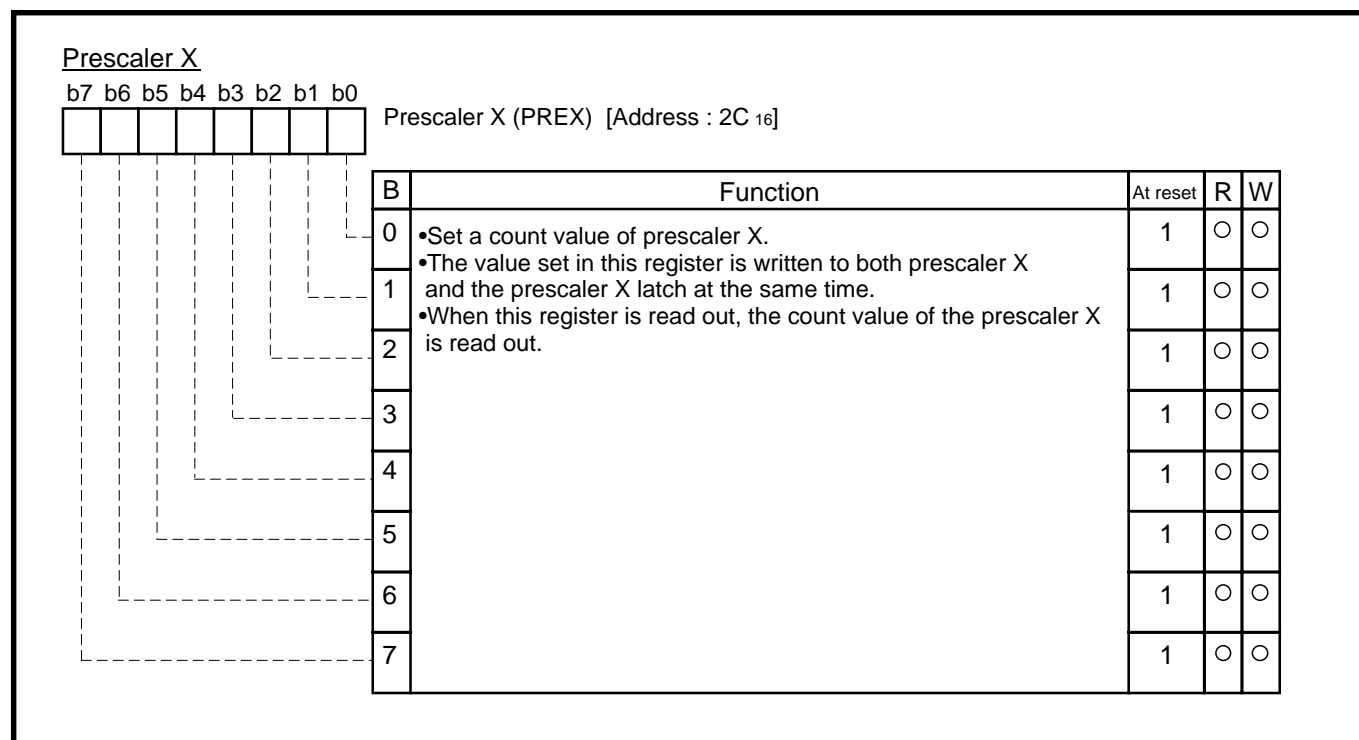 Prescaler X
b7 b6 b5 b4 b3 b2 b1 b0
Prescaler X (PREX) [Address : 2C 16]
B Function At reset R W
0 •Set a count value of prescaler X. 1 ○ ○
•The value set in this register is written to both prescaler X
1 and the prescaler X latch at the same time. 1 ○ ○
•When this register is read out, the count value of the prescaler X
2 is read out. 1 ○ ○
3 1 ○ ○
4 1 ○ ○
5 1 ○ ○
6 1 ○ ○
7 1 ○ ○